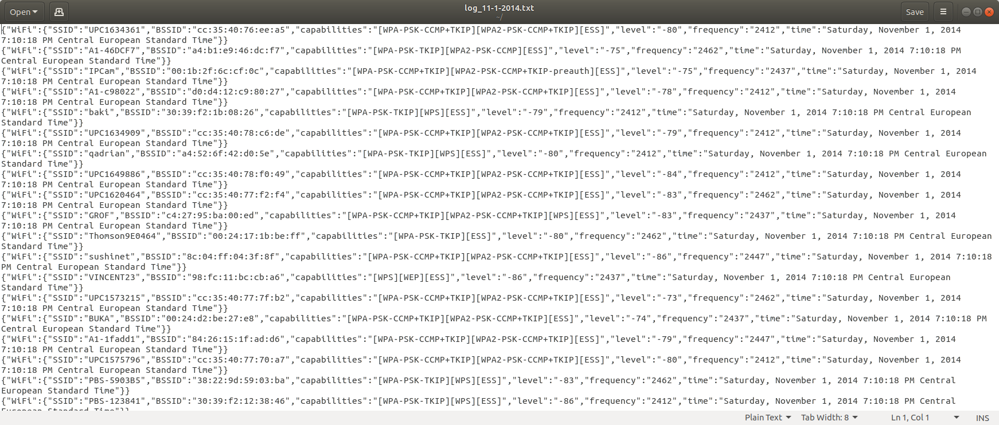 Open
log_11-1-2014.txt
~/
Save
{"WiFi":{"SSID":"UPC1634361","BSSID":"cc:35:40:76:ee:a5","capabilities":"[WPA-PSK-CCMP+TKIP][WPA2-PSK-CCMP+TKIP][ESS]","level":"-80","frequency":"2412","time":"Saturday, November 1, 2014
7:10:18 PM Central European Standard Time"}}
{"WiFi":{"SSID":"A1-46DCF7","BSSID":"a4:b1:e9:46:dc:f7","capabilities":"[WPA-PSK-TKIP][WPA2-PSK-CCMP][ESS]","level":"-75","frequency":"2462","time":"Saturday, November 1, 2014 7:10:18 PM
Central European Standard Time"}}
{"WiFi":{"SSID":"IPCam","BSSID":"00:1b:2f:6c:cf:0c","capabilities":"[WPA-PSK-CCMP+TKIP][WPA2-PSK-CCMP+TKIP-preauth][ESS]","level":"-75","frequency":"2437","time":"Saturday, November 1, 2014
7:10:18 PM Central European Standard Time"}}
{"WiFi":{"SSID":"A1-c98022","BSSID":"d0:d4:12:c9:80:27","capabilities":"[WPA-PSK-CCMP+TKIP][WPA2-PSK-CCMP+TKIP][ESS]","level":"-78","frequency":"2412","time":"Saturday, November 1, 2014
7:10:18 PM Central European Standard Time"}}
{"WiFi":{"SSID":"baki","BSSID":"30:39:f2:1b:08:26","capabilities":"[WPA-PSK-TKIP][WPS][ESS]","level":"-79","frequency":"2412","time":"Saturday, November 1, 2014 7:10:18 PM Central European
Standard Time"}}
{"WiFi":{"SSID":"UPC1634909","BSSID":"cc:35:40:78:c6:de","capabilities":"[WPA-PSK-CCMP+TKIP][WPA2-PSK-CCMP+TKIP][ESS]","level":"-79","frequency":"2412","time":"Saturday, November 1, 2014
7:10:18 PM Central European Standard Time"}}
{"WiFi":{"SSID":"qadrian","BSSID":"a4:52:6f:42:d0:5e","capabilities":"[WPA-PSK-TKIP][WPS][ESS]","level":"-80","frequency":"2412","time":"Saturday, November 1, 2014 7:10:18 PM Central European
Standard Time"}}
{"WiFi":{"SSID":"UPC1649886","BSSID":"cc:35:40:78:f0:49","capabilities":"[WPA-PSK-CCMP+TKIP][WPA2-PSK-CCMP+TKIP][ESS]","level":"-84","frequency":"2412","time":"Saturday, November 1, 2014
7:10:18 PM Central European Standard Time"}}
{"WiFi":{"SSID":"UPC1620464","BSSID":"cc:35:40:77:f2:f4","capabilities":"[WPA-PSK-CCMP+TKIP][WPA2-PSK-CCMP+TKIP][ESS]","level":"-83","frequency":"2462","time":"Saturday, November 1, 2014
7:10:18 PM Central European Standard Time"}}
{"WiFi":{"SSID":"GROF","BSSID":"c4:27:95:ba:00:ed","capabilities":"[WPA-PSK-CCMP+TKIP][WPA2-PSK-CCMP+TKIP][WPS][ESS]","level":"-83","frequency":"2437","time":"Saturday, November 1, 2014
7:10:18 PM Central European Standard Time"}}
{"WiFi":{"SSID":"Thomson9E0464","BSSID":"00:24:17:1b:be:ff","capabilities":"[WPA-PSK-TKIP][ESS]","level":"-80","frequency":"2462","time":"Saturday, November 1, 2014 7:10:18 PM Central European
Standard Time"}}
{"WiFi":{"SSID":"sushinet","BSSID":"8c:04:ff:04:3f:8f","capabilities":"[WPA-PSK-CCMP+TKIP][WPA2-PSK-CCMP+TKIP][ESS]","level":"-86","frequency":"2447","time":"Saturday, November 1, 2014 7:10:18
PM Central European Standard Time"}}
{"WiFi":{"SSID":"VINCENT23","BSSID":"98:fc:11:bc:cb:a6","capabilities":"[WPS][WEP][ESS]","level":"-86","frequency":"2437","time":"Saturday, November 1, 2014 7:10:18 PM Central European
Standard Time"}}
{"WiFi":{"SSID":"UPC1573215","BSSID":"cc:35:40:77:7f:b2","capabilities":"[WPA-PSK-CCMP+TKIP][WPA2-PSK-CCMP+TKIP][ESS]","level":"-73","frequency":"2462","time":"Saturday, November 1, 2014
7:10:18 PM Central European Standard Time"}}
{"WiFi":{"SSID":"BUKA","BSSID":"00:24:d2:be:27:e8","capabilities":"[WPA-PSK-CCMP+TKIP][WPA2-PSK-CCMP+TKIP][ESS]","level":"-74","frequency":"2437","time":"Saturday, November 1, 2014 7:10:18 PM
Central European Standard Time"}}
{"WiFi":{"SSID":"A1-1fadd1","BSSID":"84:26:15:1f:ad:d6","capabilities":"[WPA-PSK-CCMP+TKIP][WPA2-PSK-CCMP+TKIP][ESS]","level":"-79","frequency":"2447","time":"Saturday, November 1, 2014
7:10:18 PM Central European Standard Time"}}
{"WiFi":{"SSID":"UPC1575796","BSSID":"cc:35:40:77:70:a7","capabilities":"[WPA-PSK-CCMP+TKIP][WPA2-PSK-CCMP+TKIP][ESS]","level":"-80","frequency":"2412","time":"Saturday, November 1, 2014
7:10:18 PM Central European Standard Time"}}
{"WiFi":{"SSID":"PBS-5903B5","BSSID":"38:22:9d:59:03:ba","capabilities":"[WPA-PSK-TKIP][WPS][ESS]","level":"-83","frequency":"2462","time":"Saturday, November 1, 2014 7:10:18 PM Central
European Standard Time"}}
{"WiFi":{"SSID":"PBS-123841","BSSID":"30:39:f2:12:38:46","capabilities":"[WPA-PSK-TKIP][WPS][ESS]","level":"-86","frequency":"2412","time":"Saturday, November 1, 2014 7:10:18 PM Central
European Standard Time"}}
Plain Text
Tab Width: 8
Ln 1, Col 1
INS